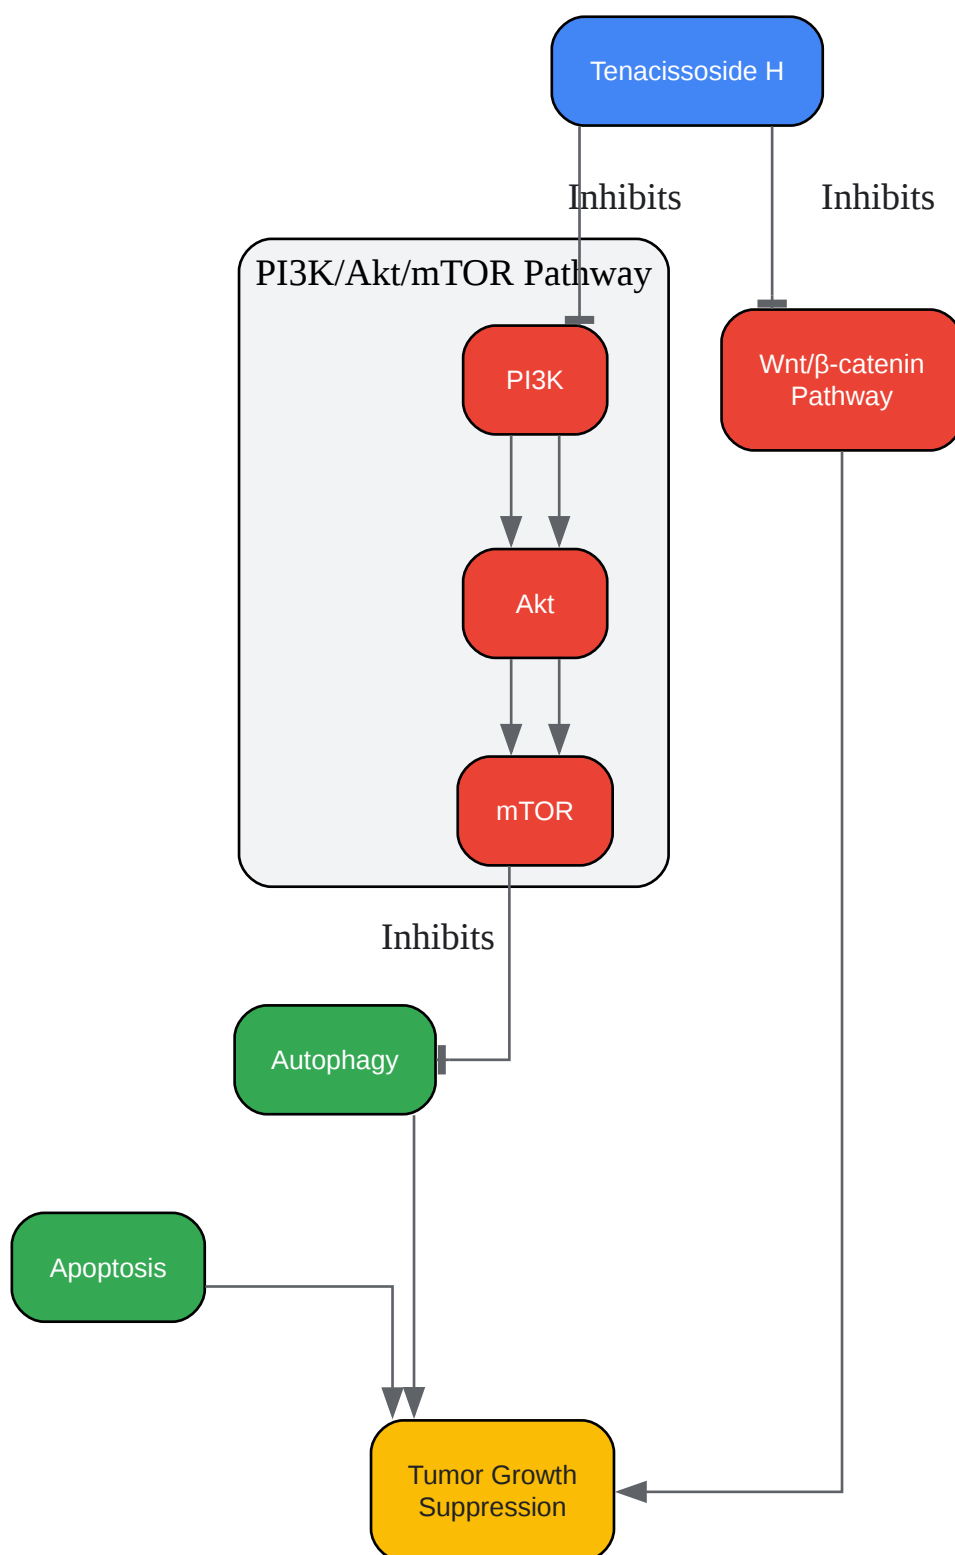 Tenacissoside H
Inhibits
Inhibits
PI3K/Akt/mTOR Pathway
PI3K
Wnt/β-catenin
Pathway
Akt
mTOR
Inhibits
Autophagy
Apoptosis
Tumor Growth
Suppression